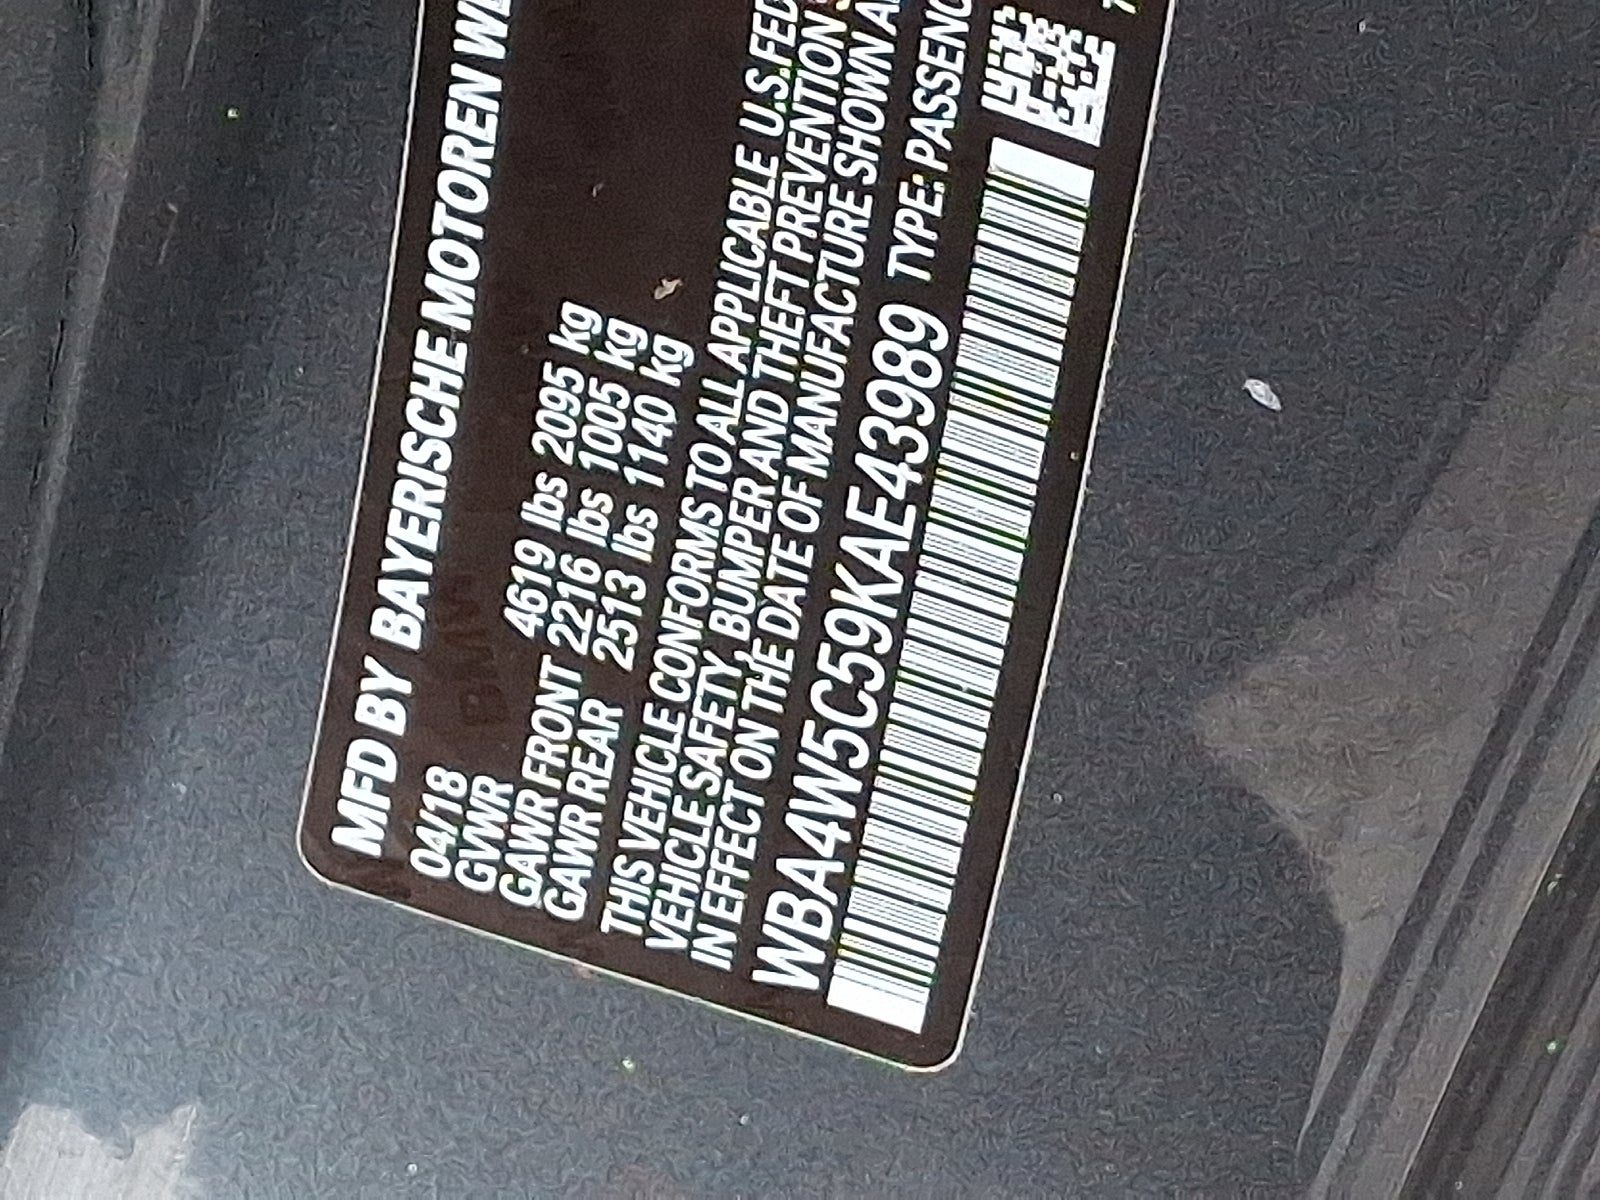 MFD BY BAYERISCHE MOTOREN WE
04/18
GVWR 4619 lbs 2095 kg
GAWR FRONT 2216 lbs 1005 kg
GAWR REAR 2513 lbs 1140 kg
THIS VEHICLE CONFORMS TO ALL APPLICABLE U.S.FED
VEHICLE SAFETY, BUMPER AND THEFT PREVENTION
IN EFFECT ON THE DATE OF MANUFACTURE SHOWN A
WBA4W5C59KAE43989 TYPE: PASSENG